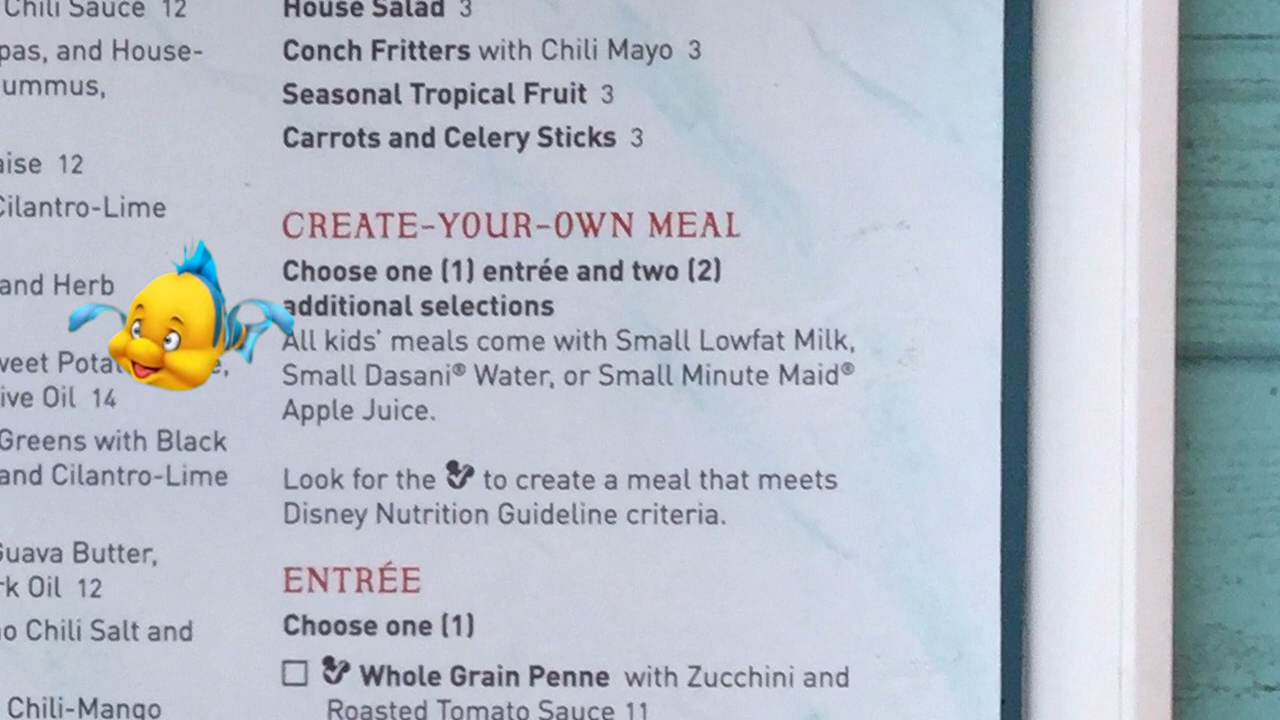 Chili Sauce 12
pas, and House-
ummus,
aise 12
Cilantro-Lime
and Herb
weet Pota
ive Oil 14
Greens with Black
and Cilantro-Lime
Guava Butter,
rk Oil 12
o Chili Salt and
Chili-Mango
House Salad 3
Conch Fritters with Chili Mayo 3
Seasonal Tropical Fruit 3
Carrots and Celery Sticks 3
CREATE-YOUR-OWN MEAL
Choose one (1) entrée and two (2)
additional selections
All kids' meals come with Small Lowfat Milk,
Small Dasani® Water, or Small Minute Maid®
Apple Juice.
Look for the to create a meal that meets
Disney Nutrition Guideline criteria.
ENTRÉE
Choose one (1)
Whole Grain Penne with Zucchini and
Roasted Tomato Sauce 11